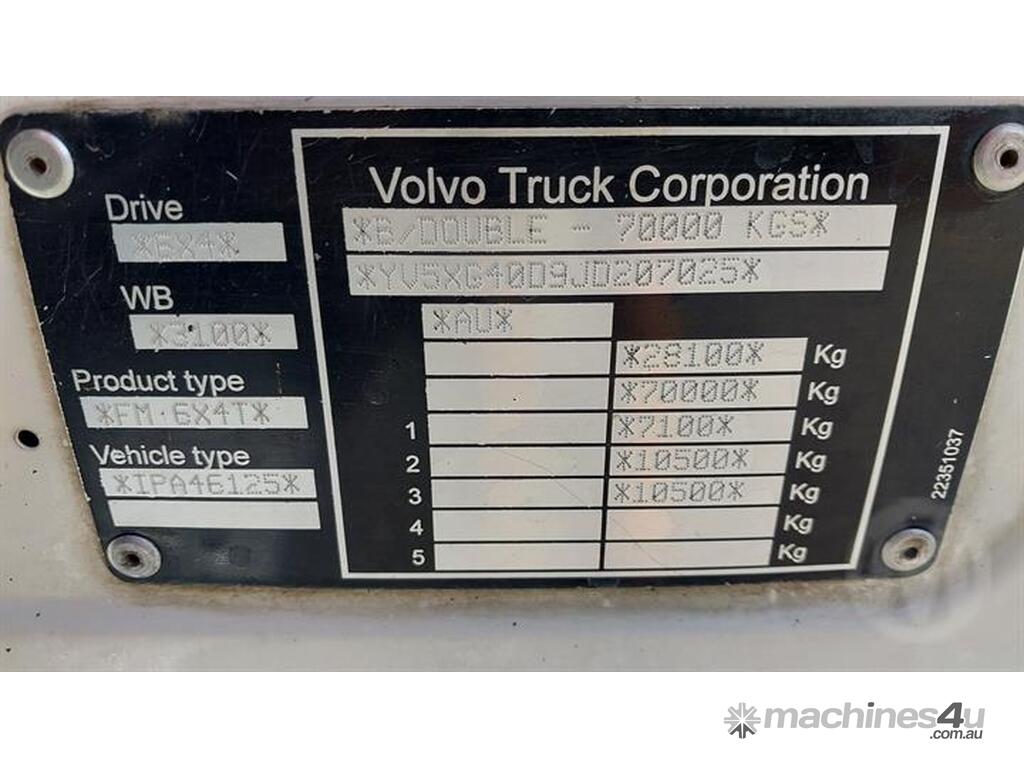 Volvo Truck Corporation
*B/DOUBLE - 70000 KGS*
*YV5XG40D9JD207025*
Drive
*6X4*
WB
*3100*
Product type
*FM 6X4T*
Vehicle type
*IPA46125*
*AU*
*28100* Kg
*70000* Kg
1 *7100* Kg
2 *10500* Kg
3 *10500* Kg
4 Kg
5 Kg
22351037
machines4u
.com.au